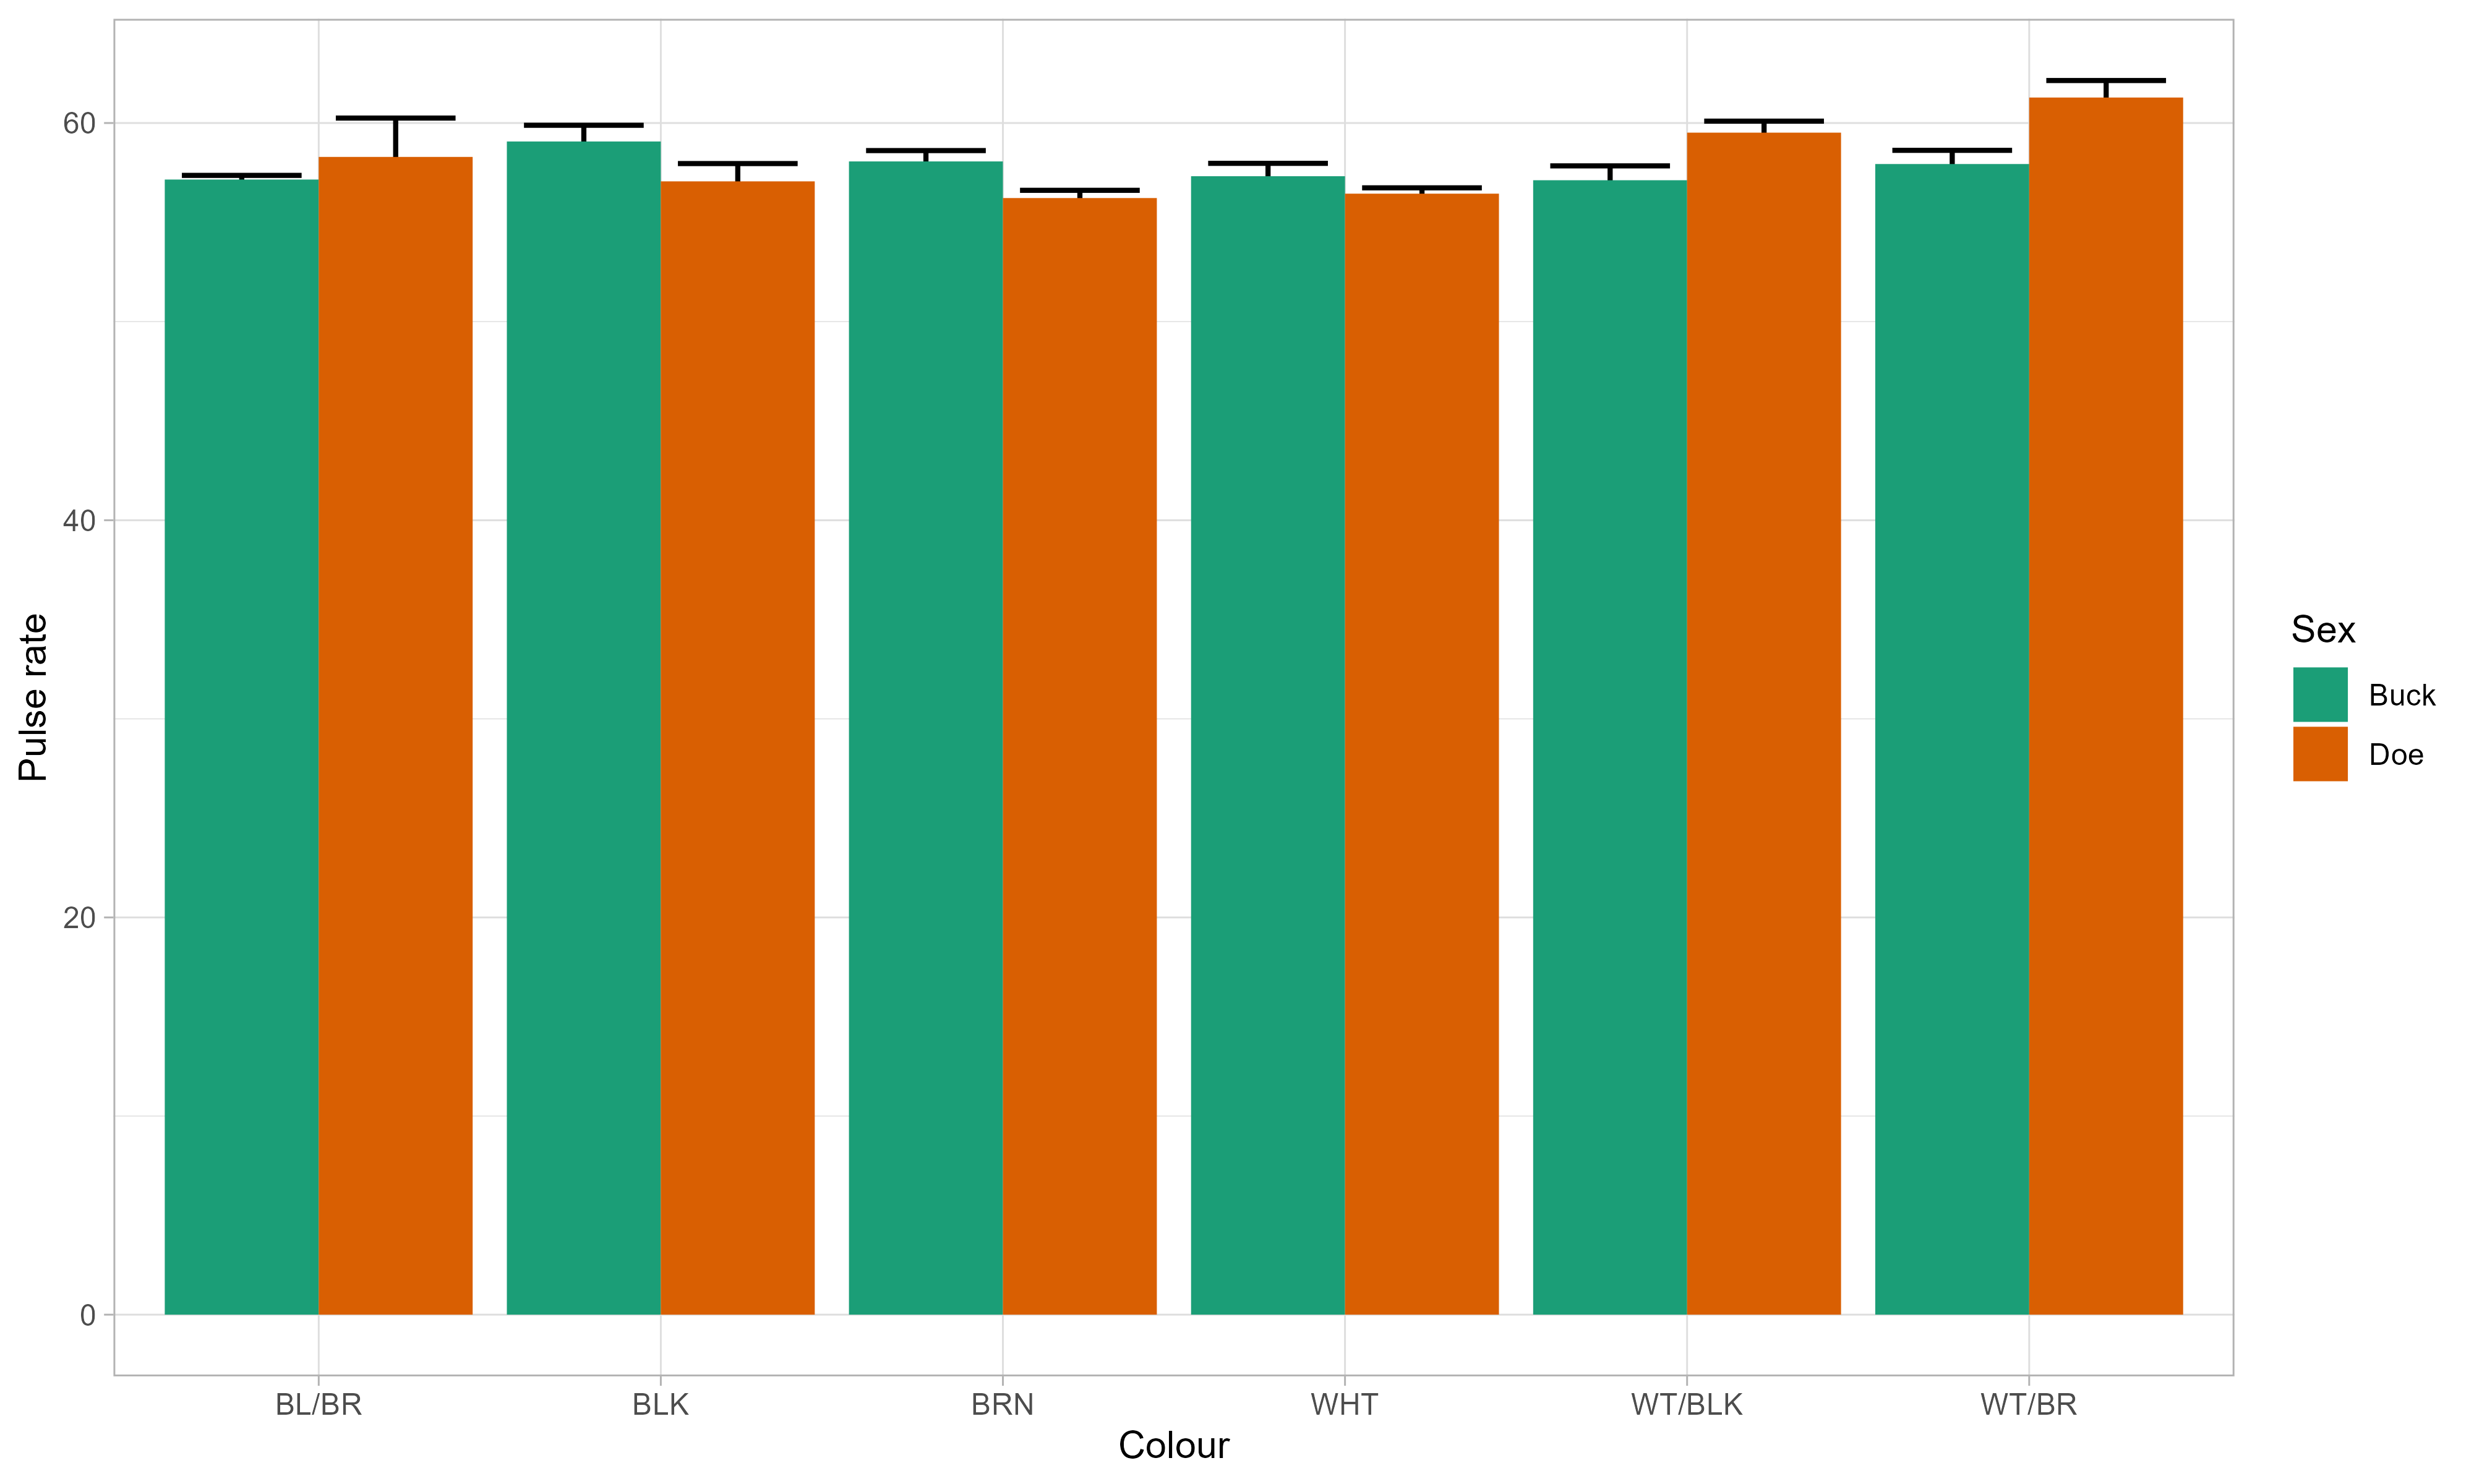 60
40
20
0
Pulse rate
BL/BR BLK BRN WHT WT/BLK WT/BR
Colour
Sex
Buck
Doe